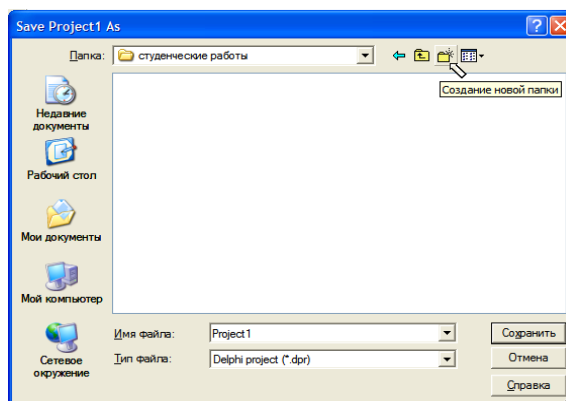 Save Project1 As
Папка: студенческие работы
Создание новой папки
Недавние
документы
Рабочий стол
Мои документы
Мой компьютер
Сетевое
окружение
Имя файла: Project1 Сохранить
Тип файла: Delphi project (*.dpr) Отмена
Справка